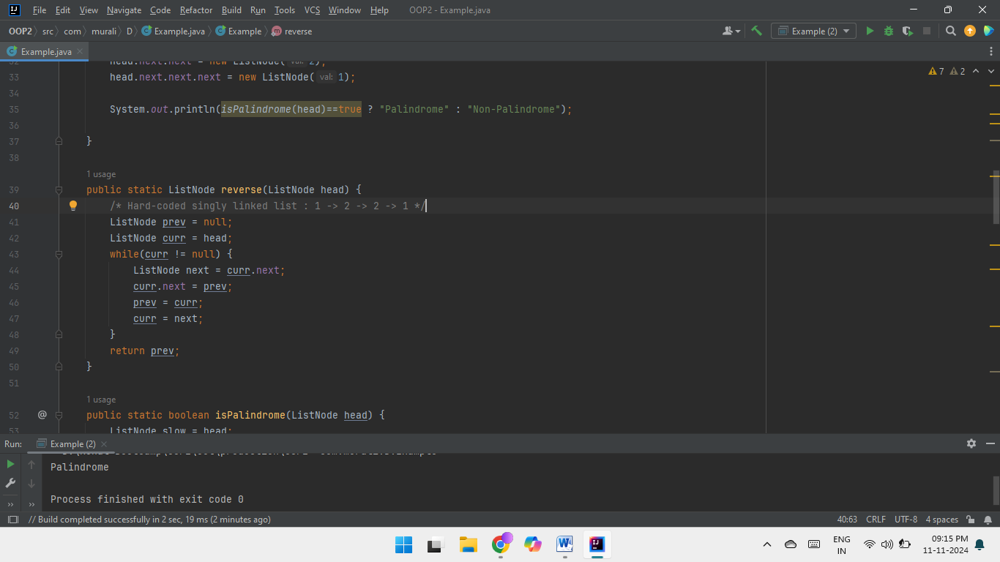 File Edit View Navigate Code Refactor Build Run Tools VCS Window Help OOP2 - Example.java
OOP2 src com murali D Example.java Example reverse Example (2)
Example.java
32 head.next.next = new ListNode( val: 2);
33 head.next.next.next = new ListNode( val: 1);
7 2
34
35 System.out.println(isPalindrome(head)==true ? "Palindrome" : "Non-Palindrome");
36
37 }
38
1 usage
39 public static ListNode reverse(ListNode head) {
40 /* Hard-coded singly linked list : 1 -> 2 -> 2 -> 1 */
41 ListNode prev = null;
42 ListNode curr = head;
43 while(curr != null) {
44 ListNode next = curr.next;
45 curr.next = prev;
46 prev = curr;
47 curr = next;
48 }
49 return prev;
50 }
51
1 usage
52 @ public static boolean isPalindrome(ListNode head) {
53 ListNode slow = head;
Run: Example (2)
Palindrome
Process finished with exit code 0
// Build completed successfully in 2 sec, 19 ms (2 minutes ago) 40:63 CRLF UTF-8 4 spaces
ENG
IN
09:15 PM
11-11-2024